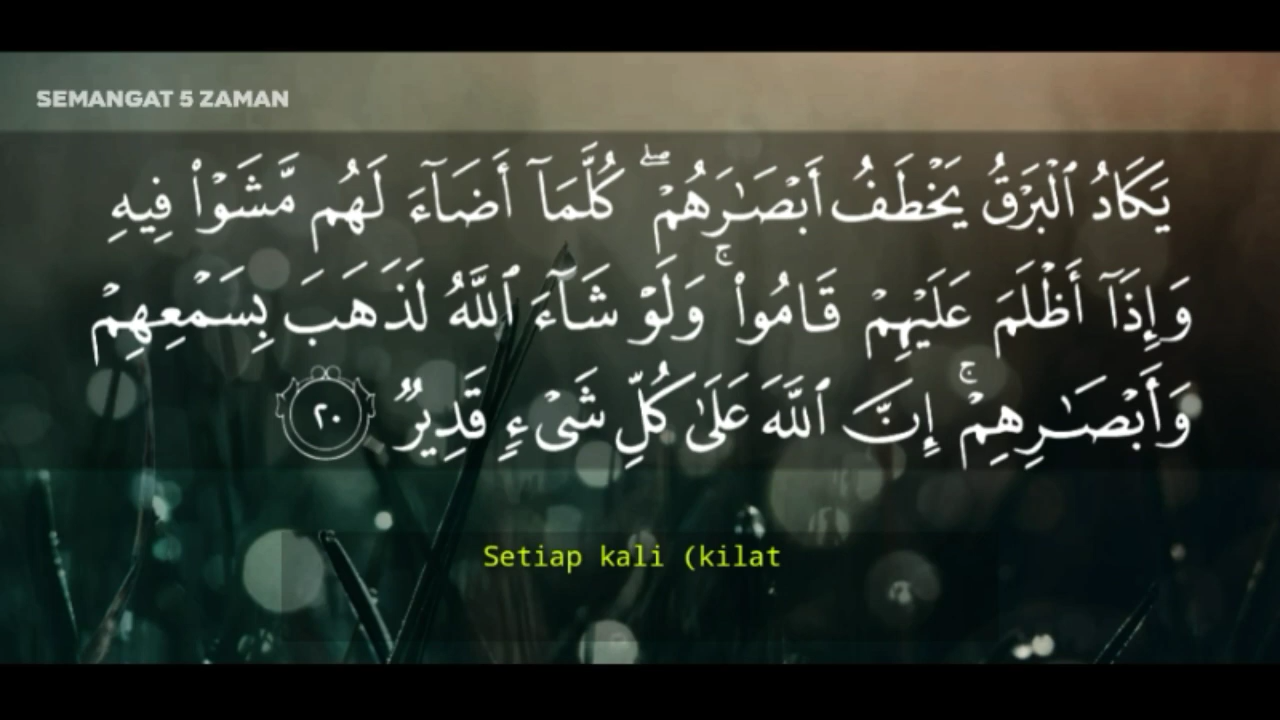 SEMANGAT 5 ZAMAN
يَكَادُ ٱلْبَرْقُ يَخْطَفُ أَبْصَـٰرَهُمْ ۖ كُلَّمَآ أَضَآءَ لَهُم مَّشَوْا۟ فِيهِ
وَإِذَآ أَظْلَمَ عَلَيْهِمْ قَامُوا۟ ۚ وَلَوْ شَآءَ ٱللَّهُ لَذَهَبَ بِسَمْعِهِمْ
وَأَبْصَـٰرِهِمْ ۚ إِنَّ ٱللَّهَ عَلَىٰ كُلِّ شَىْءٍ قَدِيرٌ ٢٠
Setiap kali (kilat